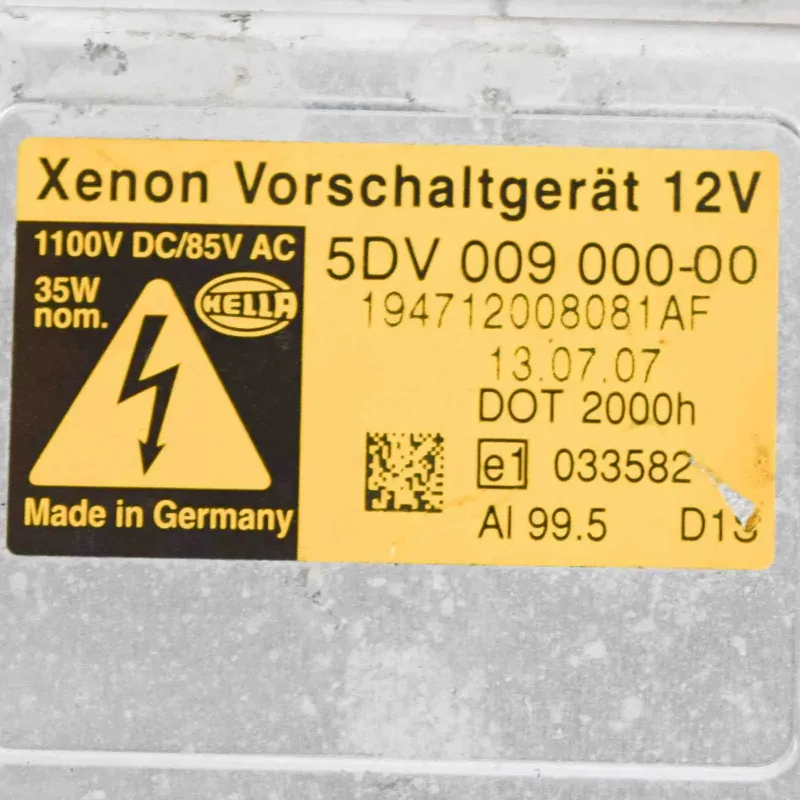 Xenon Vorschaltgerät 12V
1100V DC/85V AC
35W
nom.
HELLA
Made in Germany
5DV 009 000-00
194712008081AF
13.07.07
DOT 2000h
e1 033582
Al 99.5 D1S